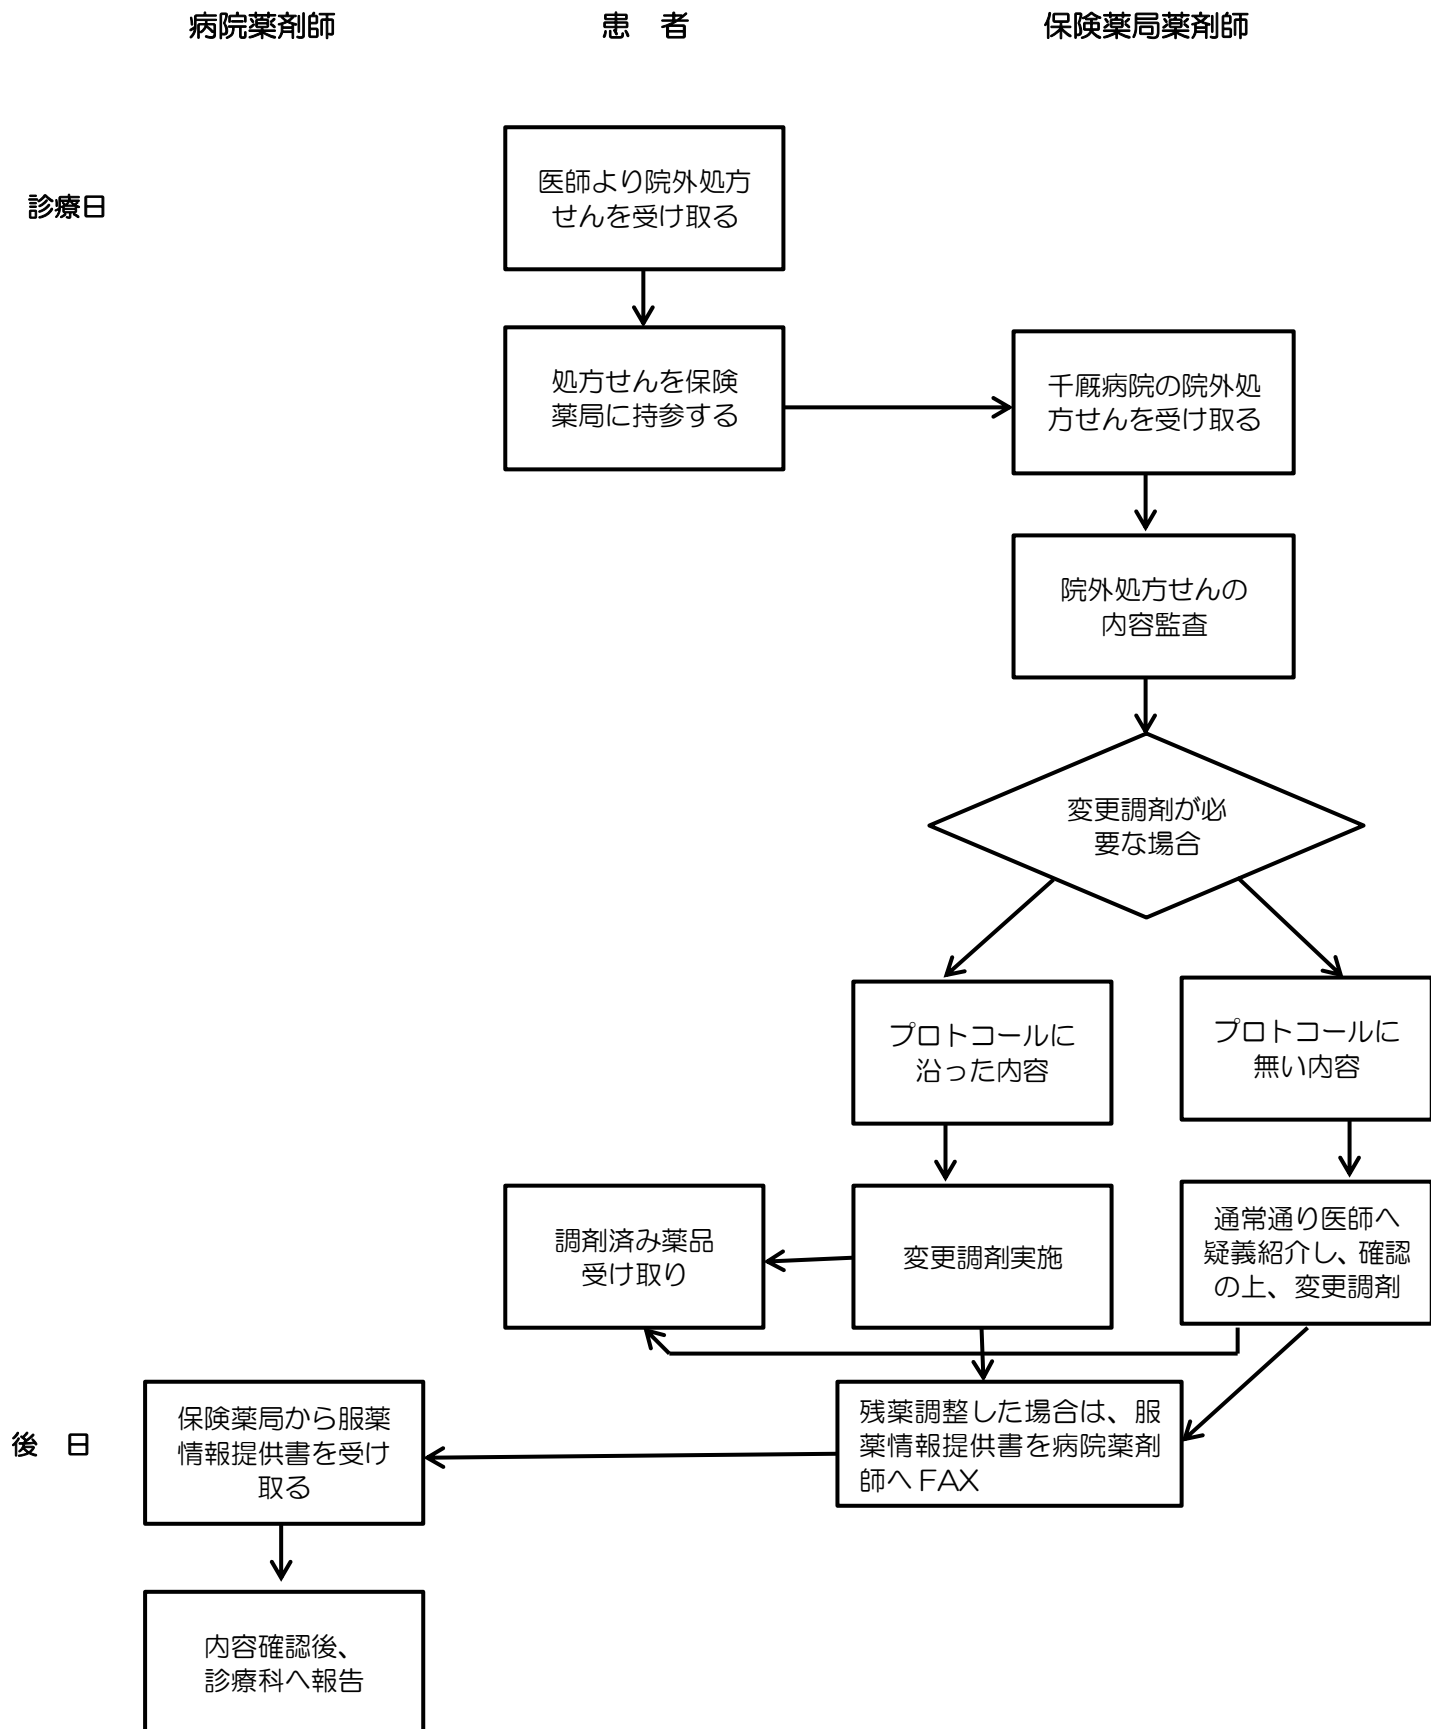 病院薬剤師
患　者
保険薬局薬剤師
診療日
医師より院外処方
せんを受け取る
処方せんを保険
薬局に持参する
千厩病院の院外処
方せんを受け取る
院外処方せんの
内容監査
変更調剤が必
要な場合
プロトコールに
沿った内容
プロトコールに
無い内容
調剤済み薬品
受け取り
変更調剤実施
通常通り医師へ
疑義紹介し、確認
の上、変更調剤
後　日
保険薬局から服薬
情報提供書を受け
取る
残薬調整した場合は、服
薬情報提供書を病院薬剤
師へ FAX
内容確認後、
診療科へ報告